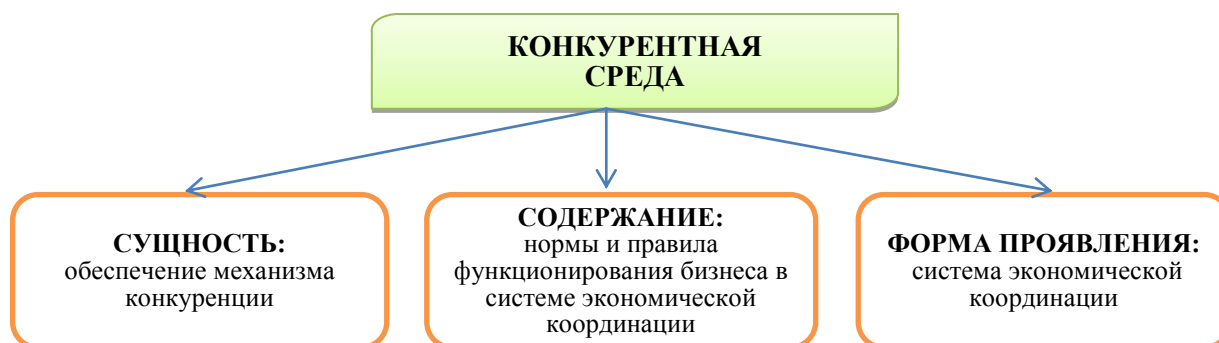 КОНКУРЕНТНАЯ
СРЕДА
СУЩНОСТЬ:
обеспечение механизма
конкуренции
СОДЕРЖАНИЕ:
нормы и правила
функционирования бизнеса в
системе экономической
координации
ФОРМА ПРОЯВЛЕНИЯ:
система экономической
координации